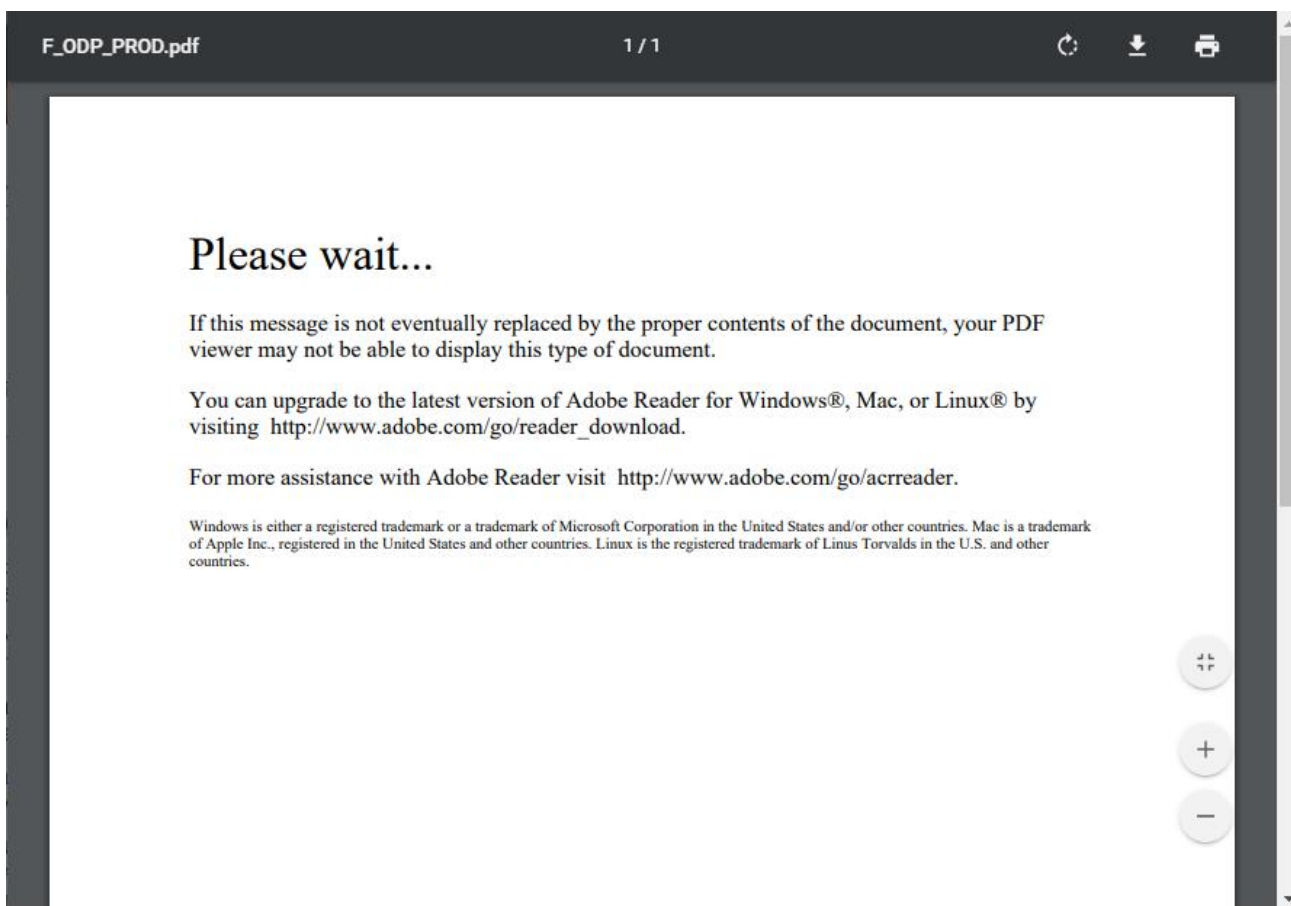 F_ODP_PROD.pdf
1 / 1
Please wait...
If this message is not eventually replaced by the proper contents of the document, your PDF
viewer may not be able to display this type of document.
You can upgrade to the latest version of Adobe Reader for Windows®, Mac, or Linux® by
visiting  http://www.adobe.com/go/reader_download.
For more assistance with Adobe Reader visit  http://www.adobe.com/go/acrreader.
Windows is either a registered trademark or a trademark of Microsoft Corporation in the United States and/or other countries. Mac is a trademark
of Apple Inc., registered in the United States and other countries. Linux is the registered trademark of Linus Torvalds in the U.S. and other
countries.